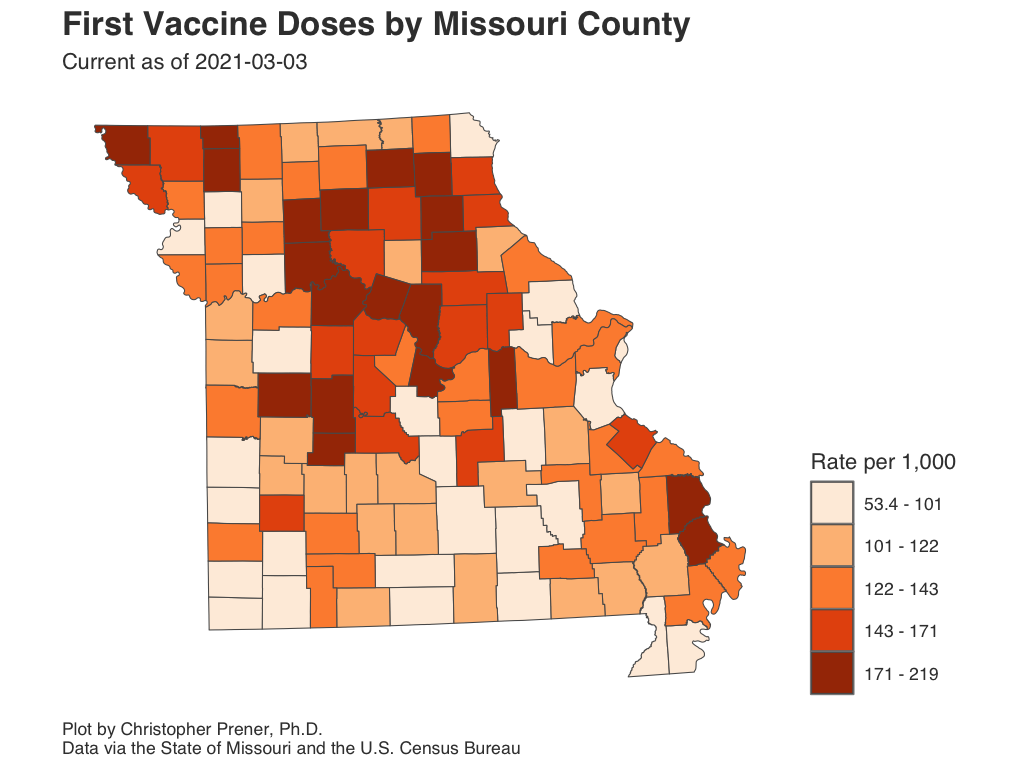 First Vaccine Doses by Missouri County
Current as of 2021-03-03
Rate per 1,000
53.4 - 101
101 - 122
122 - 143
143 - 171
171 - 219
Plot by Christopher Prener, Ph.D.
Data via the State of Missouri and the U.S. Census Bureau